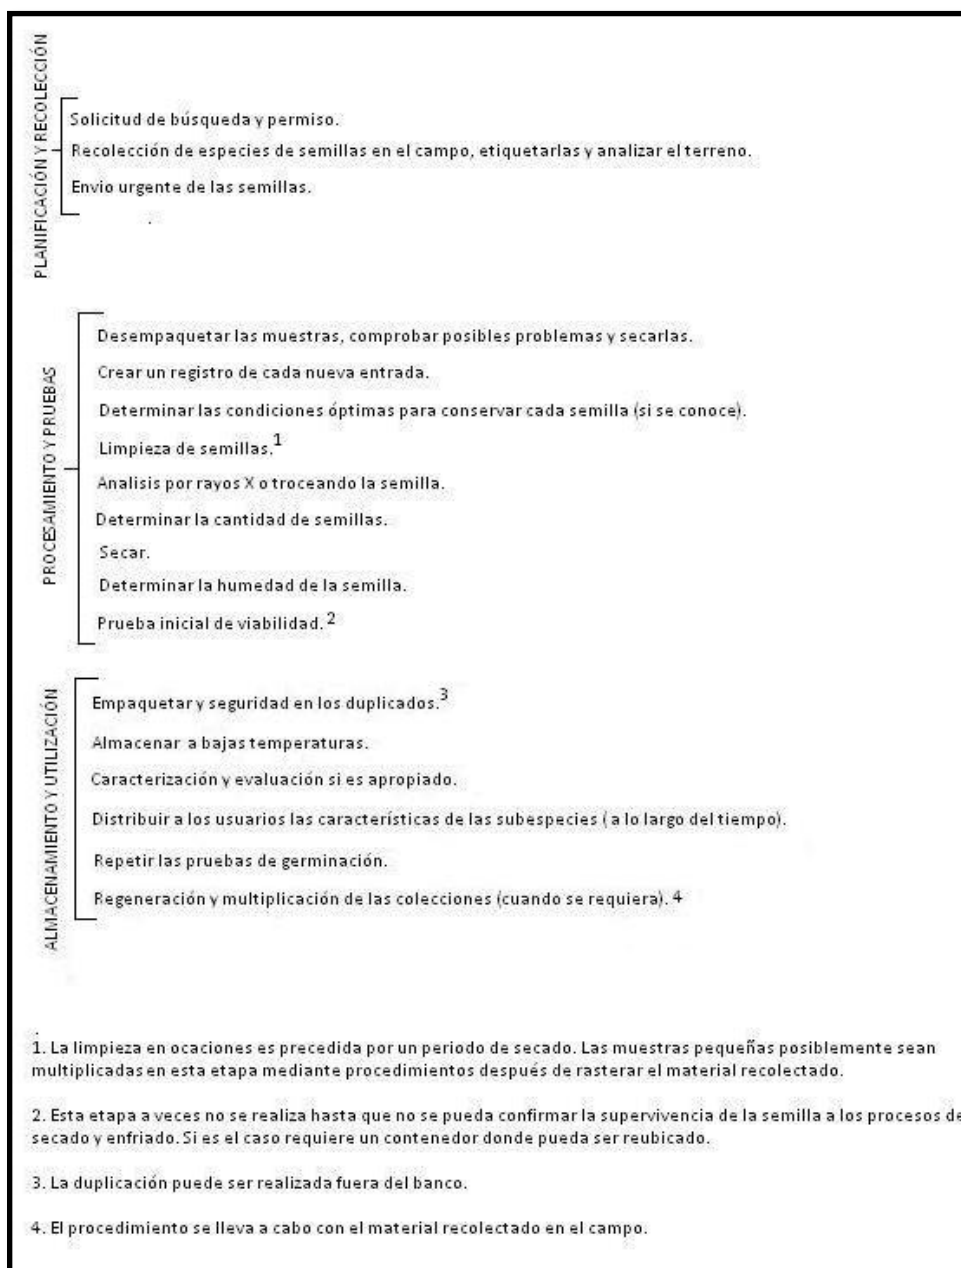 PLANIFICACIÓN Y RECOLECCIÓN
Solicitud de búsqueda y permiso.
Recolección de especies de semillas en el campo, etiquetarlas y analizar el terreno.
Envio urgente de las semillas.
PROCESAMIENTO Y PRUEBAS
Desempaquetar las muestras, comprobar posibles problemas y secarlas.
Crear un registro de cada nueva entrada.
Determinar las condiciones óptimas para conservar cada semilla (si se conoce).
Limpieza de semillas.1
Analisis por rayos X o troceando la semilla.
Determinar la cantidad de semillas.
Secar.
Determinar la humedad de la semilla.
Prueba inicial de viabilidad. 2
ALMACENAMIENTO Y UTILIZACIÓN
Empaquetar y seguridad en los duplicados.3
Almacenar a bajas temperaturas.
Caracterización y evaluación si es apropiado.
Distribuir a los usuarios las características de las subespecies ( a lo largo del tiempo).
Repetir las pruebas de germinación.
Regeneración y multiplicación de las colecciones (cuando se requiera). 4
1. La limpieza en ocaciones es precedida por un periodo de secado. Las muestras pequeñas posiblemente sean
multiplicadas en esta etapa mediante procedimientos después de rasterar el material recolectado.
2. Esta etapa a veces no se realiza hasta que no se pueda confirmar la supervivencia de la semilla a los procesos de
secado y enfriado. Si es el caso requiere un contenedor donde pueda ser reubicado.
3. La duplicación puede ser realizada fuera del banco.
4. El procedimiento se lleva a cabo con el material recolectado en el campo.